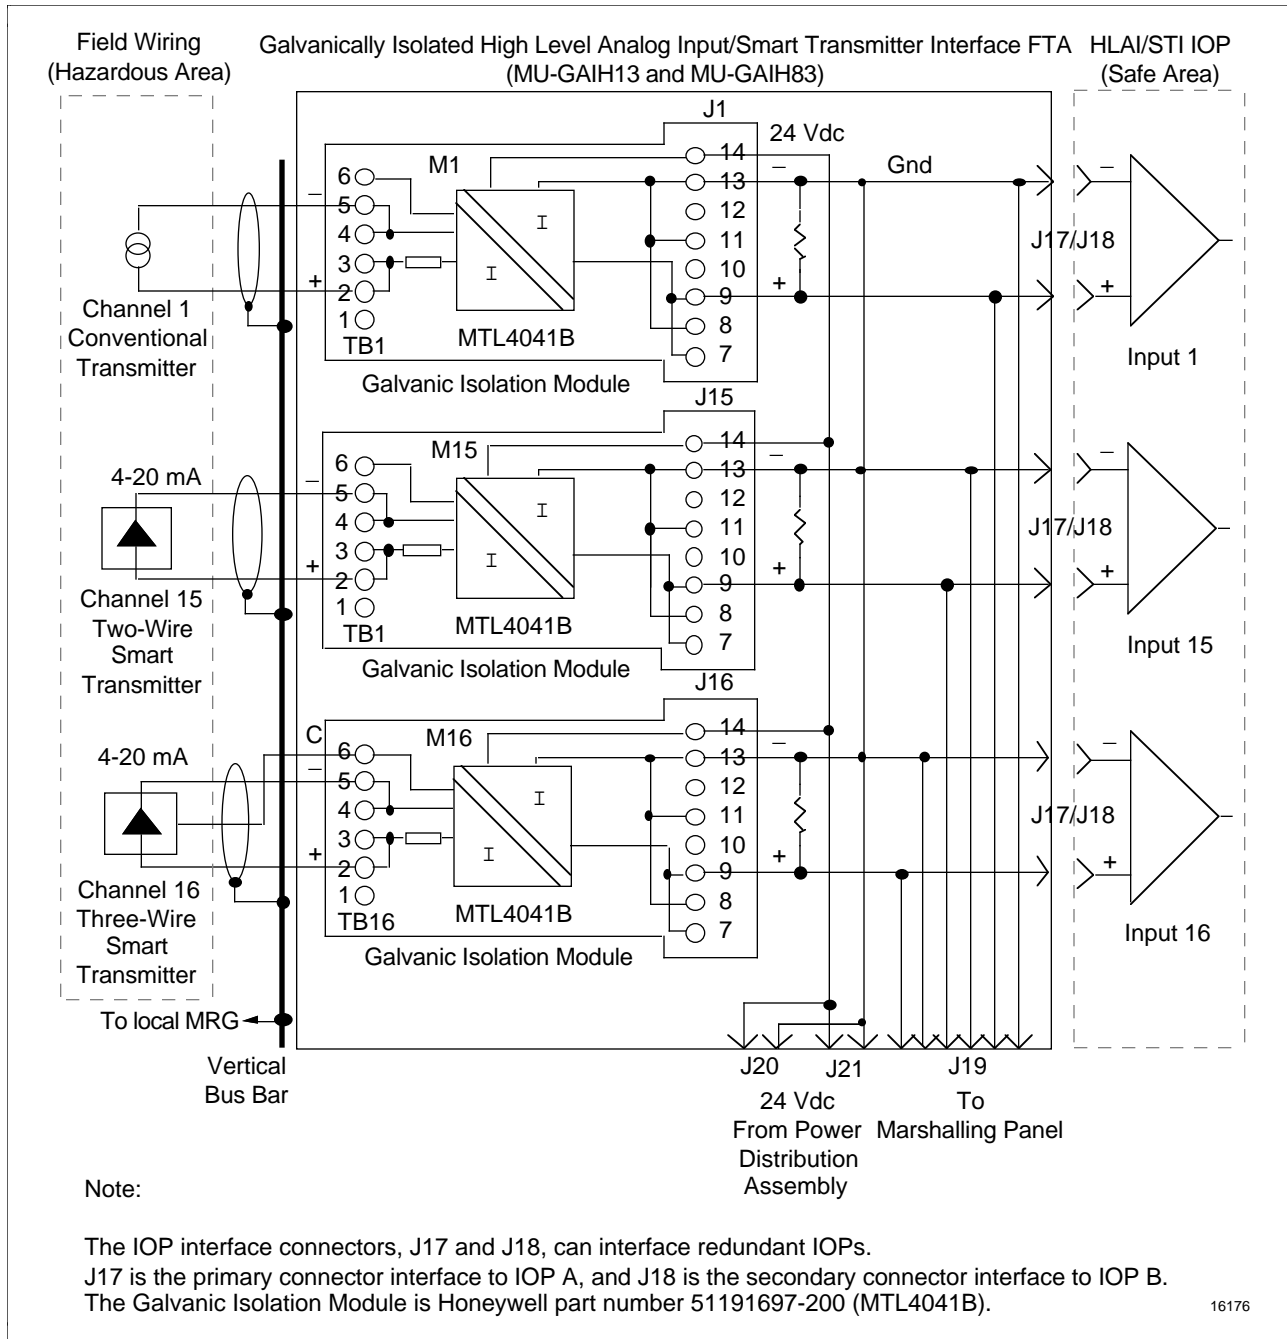 Field Wiring
(Hazardous Area)
Galvanically Isolated High Level Analog Input/Smart Transmitter Interface FTA
(MU-GAIH13 and MU-GAIH83)
HLAI/STI IOP
(Safe Area)
J1
24 Vdc
M1
6
5
4
3
2
1
TB1
−
+
I
I
MTL4041B
Galvanic Isolation Module
14
13
12
11
10
9
8
7
−
+
Gnd
J17/J18
−
+
Input 1
Channel 1
Conventional
Transmitter
J15
M15
6
5
4
3
2
1
TB1
−
+
I
I
MTL4041B
Galvanic Isolation Module
14
13
12
11
10
9
8
7
−
+
J17/J18
−
+
Input 15
4-20 mA
Channel 15
Two-Wire
Smart
Transmitter
J16
M16
C
6
5
4
3
2
1
TB16
−
+
I
I
MTL4041B
Galvanic Isolation Module
14
13
12
11
10
9
8
7
−
+
J17/J18
−
+
Input 16
4-20 mA
Channel 16
Three-Wire
Smart
Transmitter
To local MRG
Vertical
Bus Bar
J20
J21
J19
24 Vdc
From Power
Distribution
Assembly
To
Marshalling Panel
Note:
The IOP interface connectors, J17 and J18, can interface redundant IOPs.
J17 is the primary connector interface to IOP A, and J18 is the secondary connector interface to IOP B.
The Galvanic Isolation Module is Honeywell part number 51191697-200 (MTL4041B).
16176